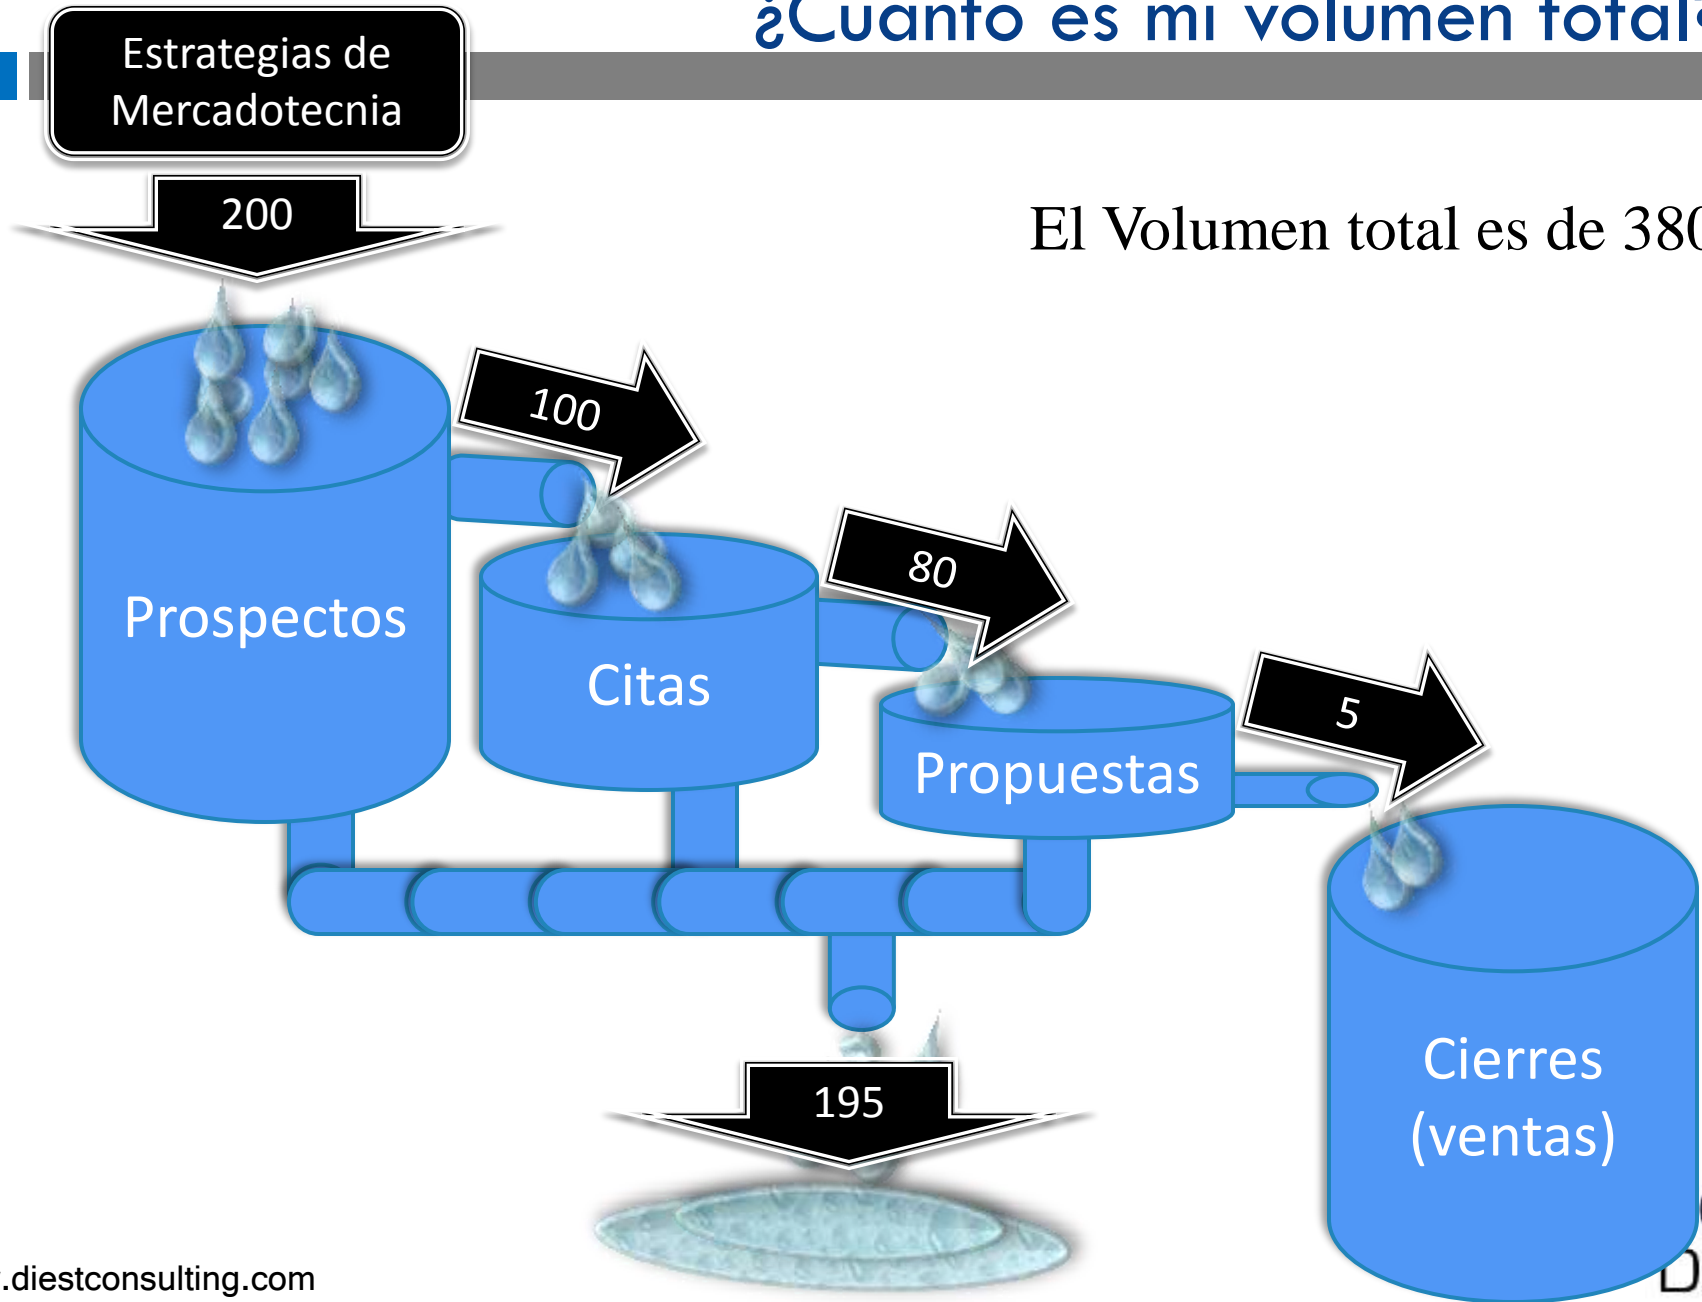 ¿Cuanto es mi volumen total
Estrategias de
Mercadotecnia
200
El Volumen total es de 380
100
80
Prospectos
Citas
5
Propuestas
195
Cierres
(ventas)
.diestconsulting.com